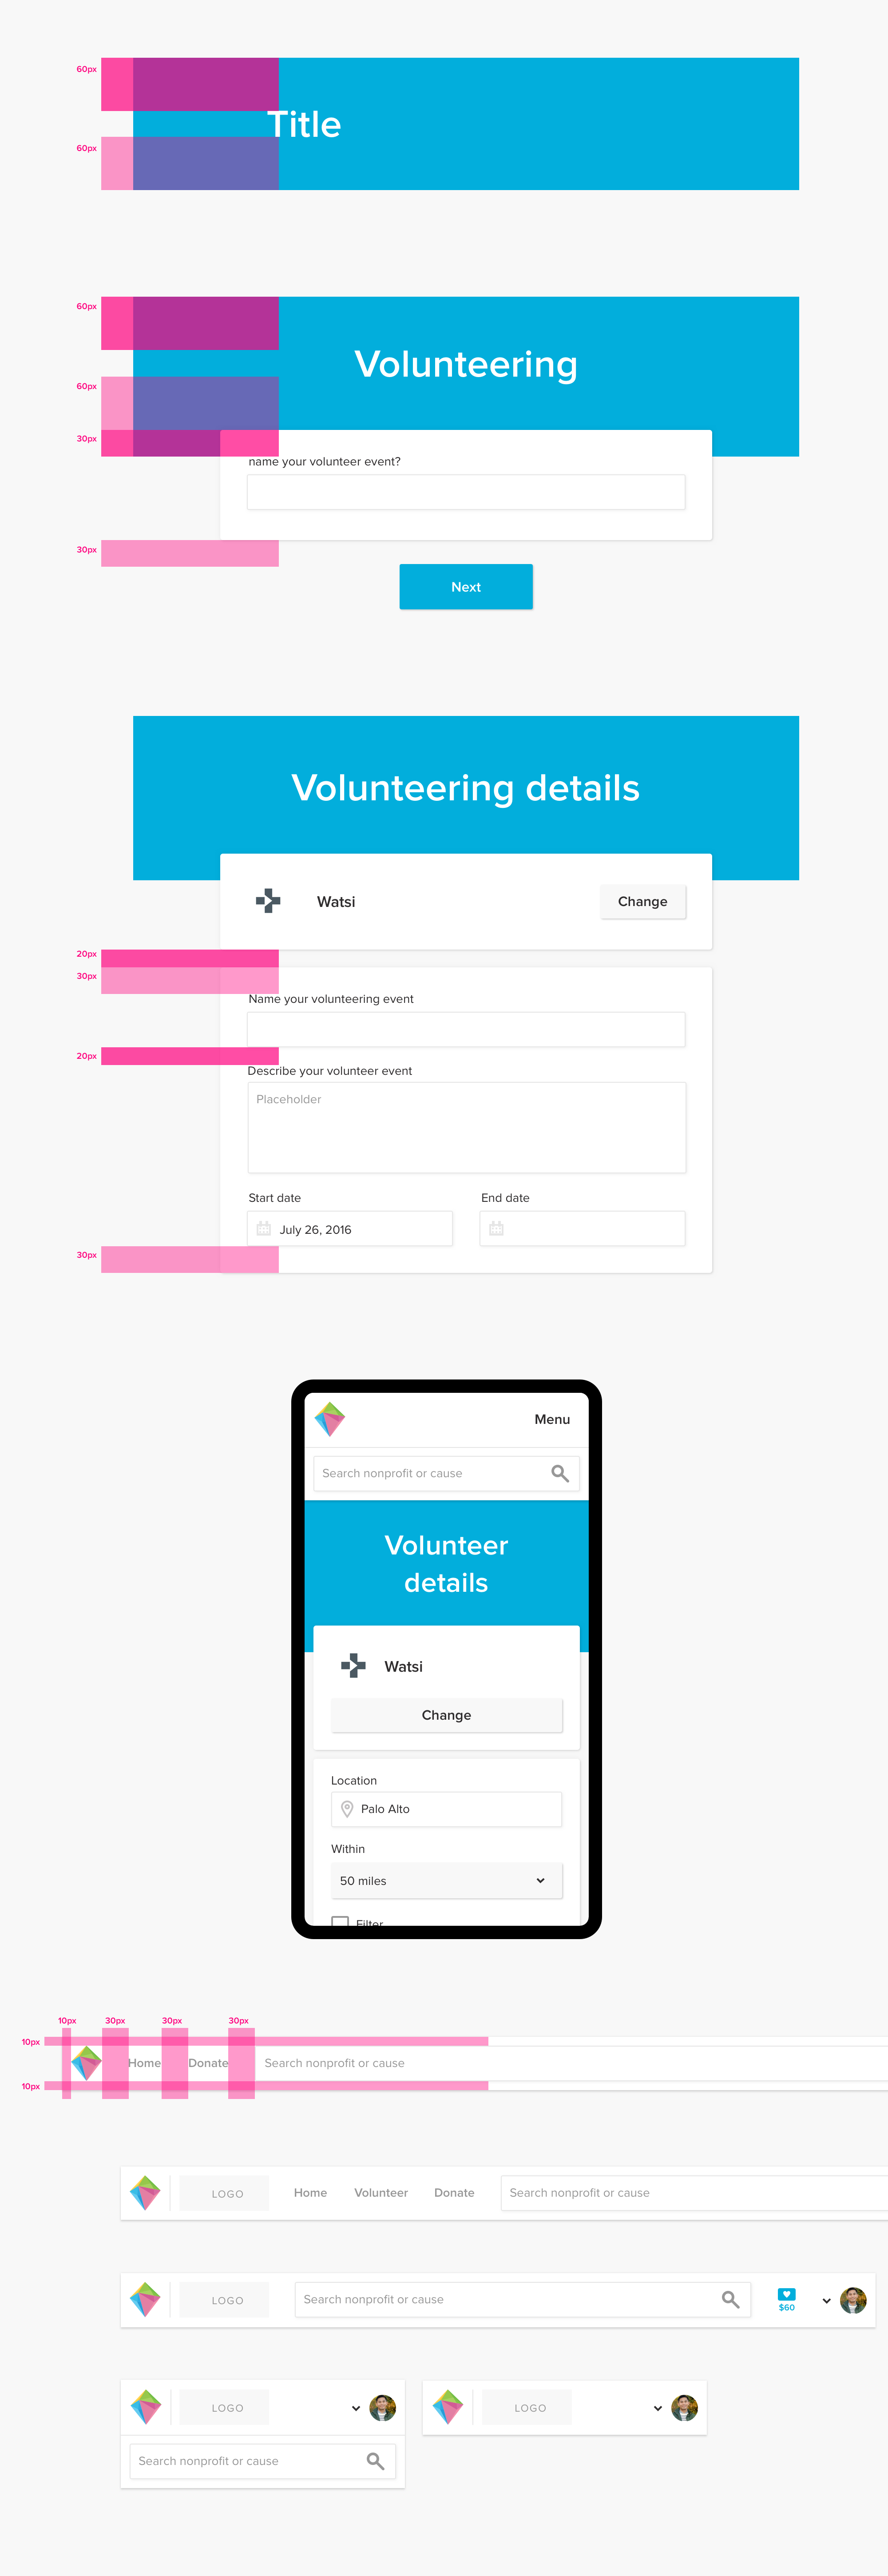 60px
Title
60px
60px
Volunteering
60px
30px
name your volunteer event?
30px
Next
Volunteering details
Watsi
Change
20px
30px
Name your volunteering event
20px
Describe your volunteer event
Placeholder
Start date
End date
July 26, 2016
30px
Menu
Search nonprofit or cause
Volunteer
details
Watsi
Change
Location
Palo Alto
Within
50 miles
Filter
10px 30px 30px 30px
10px
Home Donate Search nonprofit or cause
10px
LOGO Home Volunteer Donate Search nonprofit or cause
LOGO Search nonprofit or cause $60
LOGO
LOGO
Search nonprofit or cause